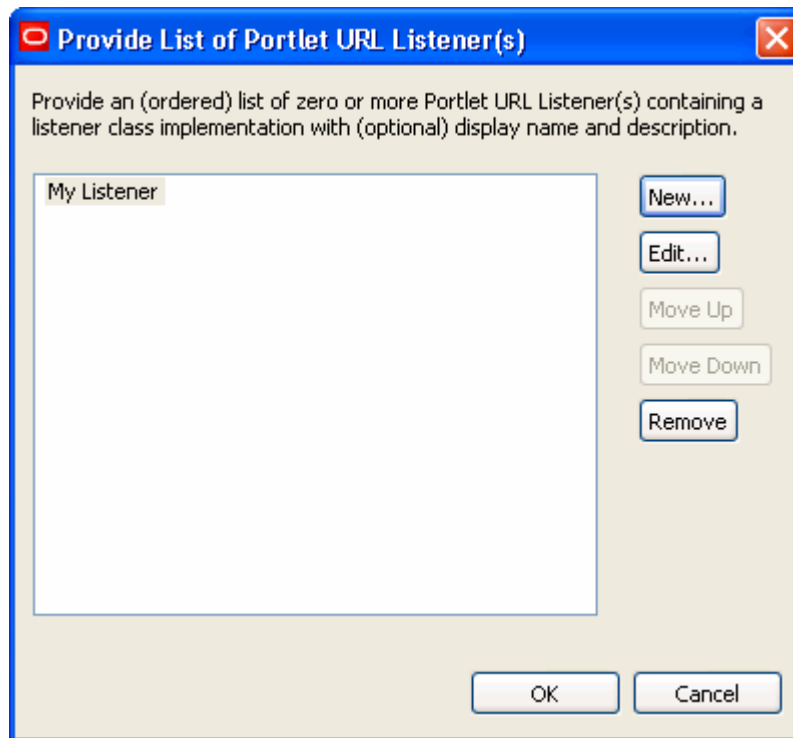 Provide List of Portlet URL Listener(s)
Provide an (ordered) list of zero or more Portlet URL Listener(s) containing a
listener class implementation with (optional) display name and description.
My Listener
New...
Edit...
Move Up
Move Down
Remove
OK
Cancel